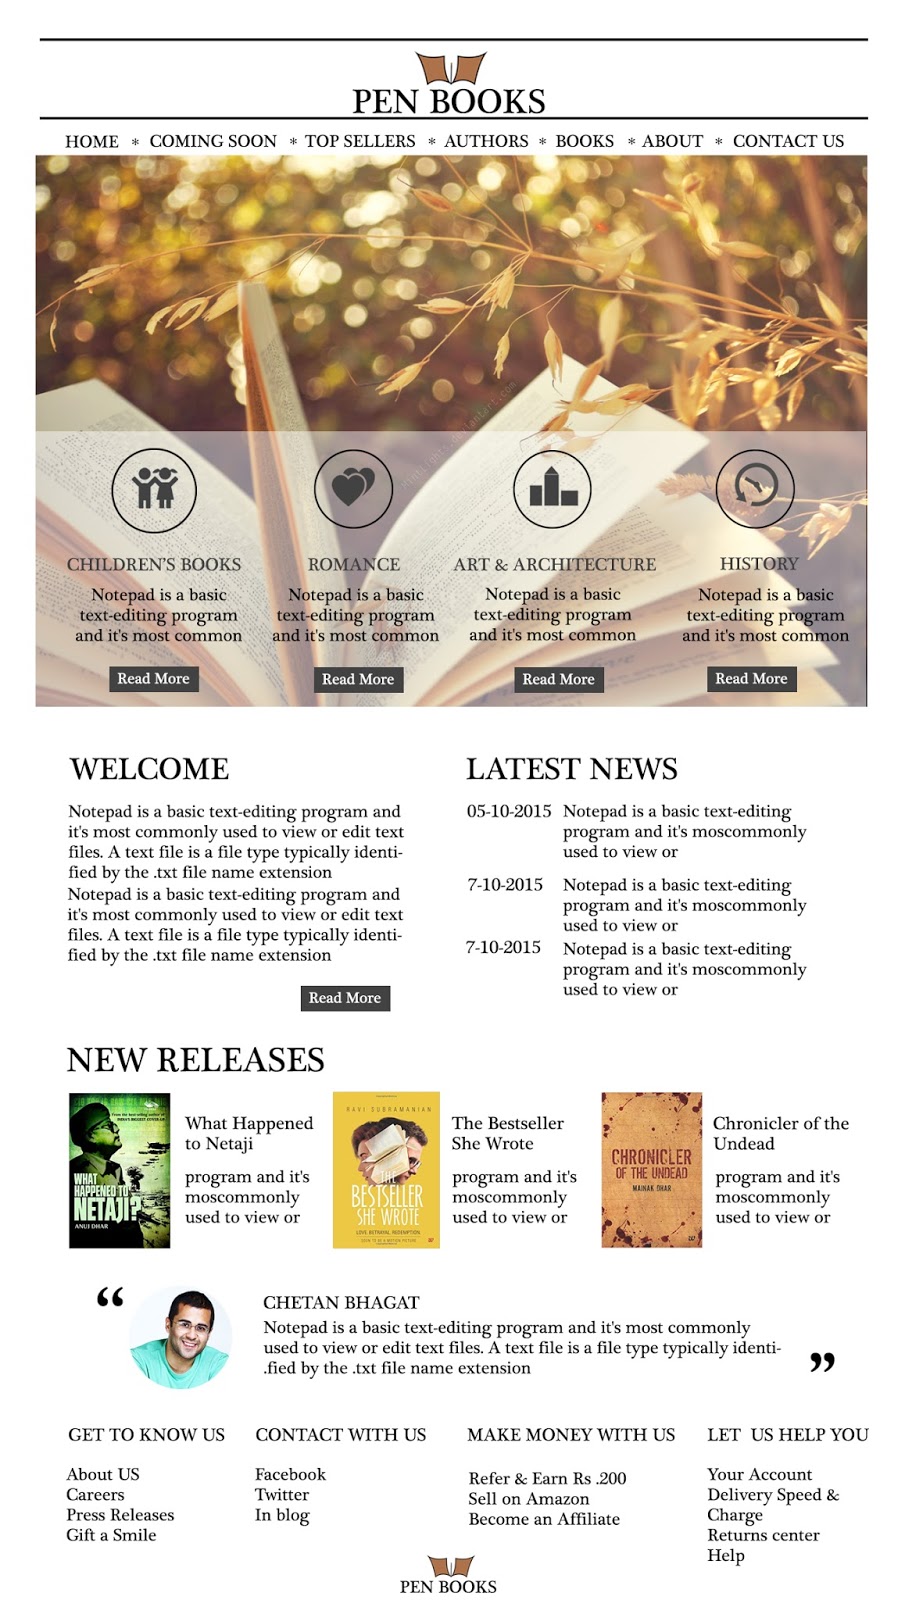 PEN BOOKS
HOME * COMING SOON * TOP SELLERS * AUTHORS * BOOKS * ABOUT * CONTACT US
CHILDREN'S BOOKS
Notepad is a basic
text-editing program
and it's most common
Read More
ROMANCE
Notepad is a basic
text-editing program
and it's most common
Read More
ART & ARCHITECTURE
Notepad is a basic
text-editing program
and it's most common
Read More
HISTORY
Notepad is a basic
text-editing program
and it's most common
Read More
WELCOME
Notepad is a basic text-editing program and
it's most commonly used to view or edit text
files. A text file is a file type typically identi-
fied by the .txt file name extension
Notepad is a basic text-editing program and
it's most commonly used to view or edit text
files. A text file is a file type typically identi-
fied by the .txt file name extension
Read More
LATEST NEWS
05-10-2015 Notepad is a basic text-editing
program and it's moscommonly
used to view or
7-10-2015 Notepad is a basic text-editing
program and it's moscommonly
used to view or
7-10-2015 Notepad is a basic text-editing
program and it's moscommonly
used to view or
NEW RELEASES
WHAT
HAPPENED TO
NETAJI?
ANUJ DHAR
What Happened
to Netaji
program and it's
moscommonly
used to view or
RAVI SUBRAMANIAN
THE
BESTSELLER
SHE WROTE
LOVE. BETRAYAL. REDEMPTION.
The Bestseller
She Wrote
program and it's
moscommonly
used to view or
CHRONICLER
OF THE UNDEAD
MAINAK DHAR
Chronicler of the
Undead
program and it's
moscommonly
used to view or
“
CHETAN BHAGAT
Notepad is a basic text-editing program and it's most commonly
used to view or edit text files. A text file is a file type typically identi-
.fied by the .txt file name extension
”
GET TO KNOW US
About US
Careers
Press Releases
Gift a Smile
CONTACT WITH US
Facebook
Twitter
In blog
MAKE MONEY WITH US
Refer & Earn Rs .200
Sell on Amazon
Become an Affiliate
LET  US HELP YOU
Your Account
Delivery Speed &
Charge
Returns center
Help
PEN BOOKS